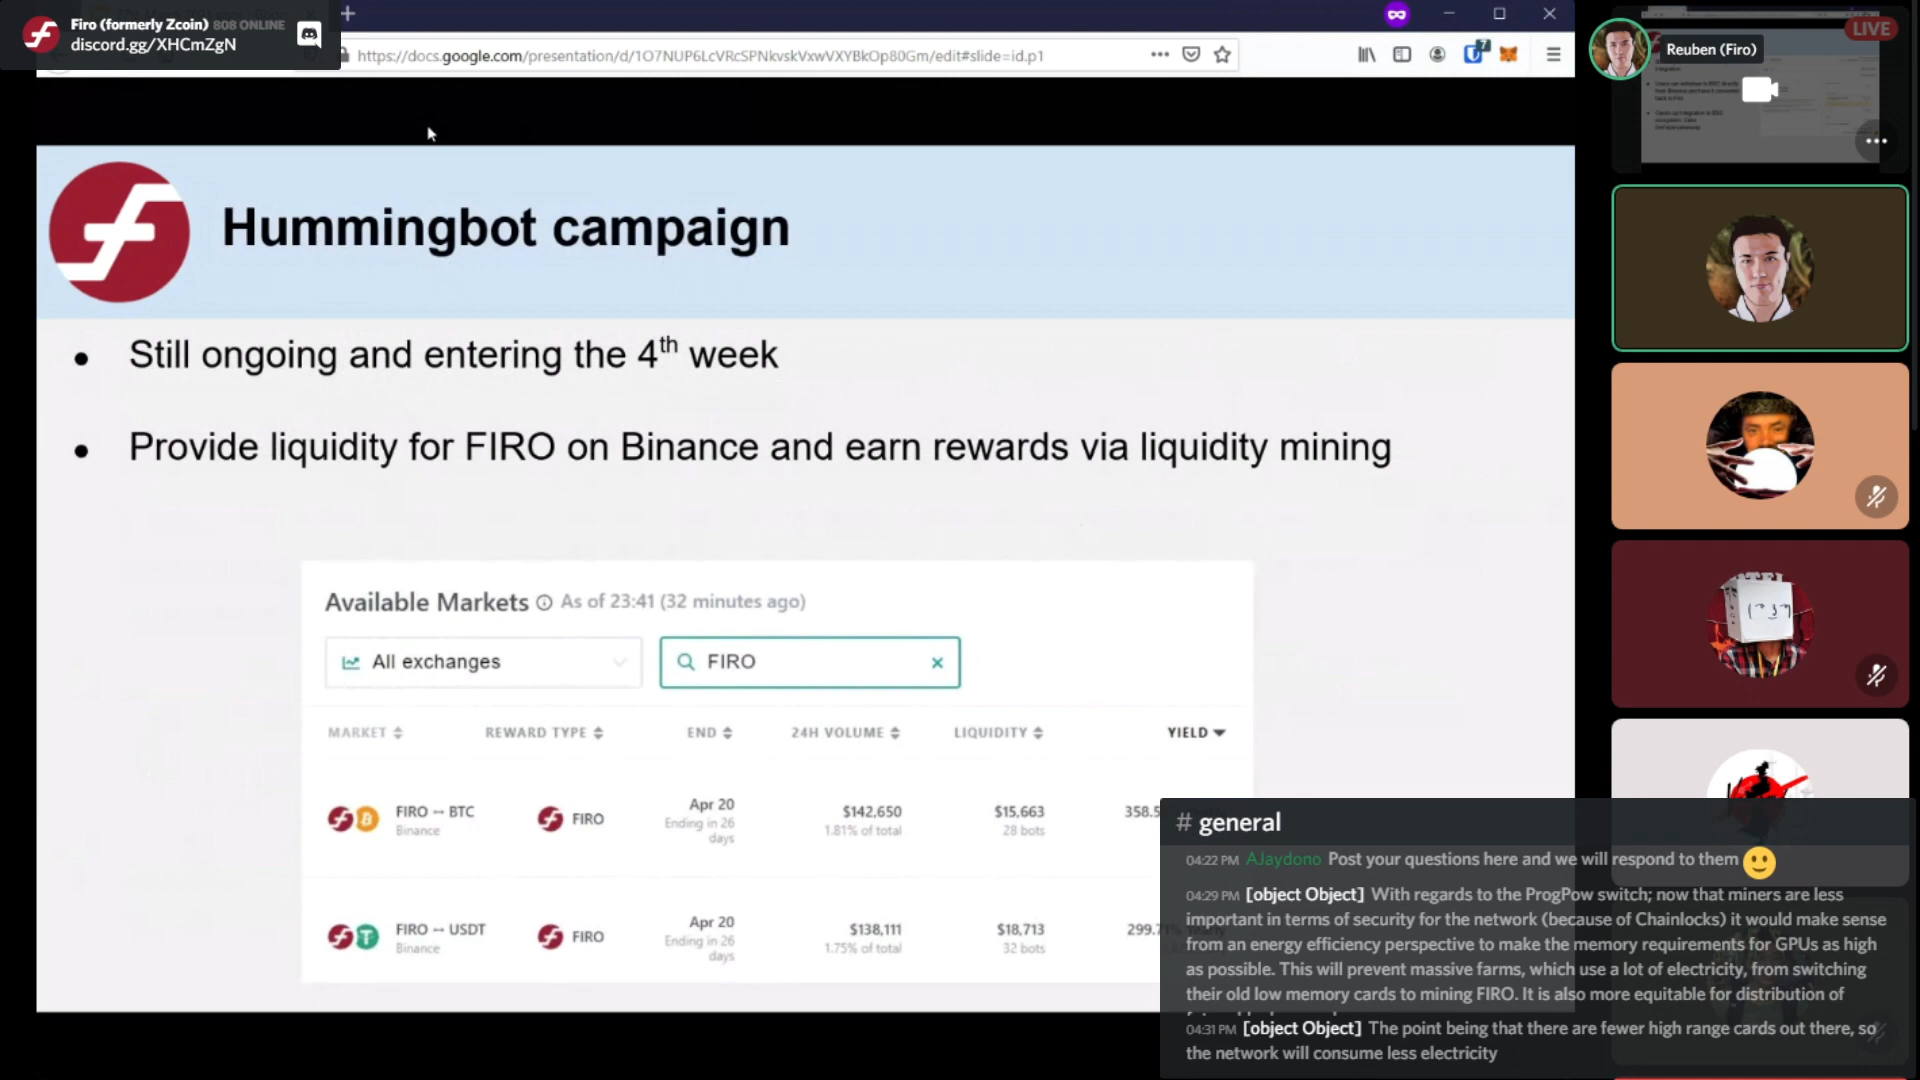 Firo (formerly Zcoin) 808 ONLINE
discord.gg/XHCmZgN
https://docs.google.com/presentation/d/1O7NUP6LcVRcSPNkvskVxwVXYBkOp80Gm/edit#slide=id.p1
7
LIVE
Reuben (Firo)
Hummingbot campaign
• Still ongoing and entering the 4th week
• Provide liquidity for FIRO on Binance and earn rewards via liquidity mining
Available Markets As of 23:41 (32 minutes ago)
All exchanges
FIRO
MARKET REWARD TYPE END 24H VOLUME LIQUIDITY YIELD
FIRO ↔ BTC FIRO Apr 20 $142,650 $15,663 358.5
Binance Ending in 26 days 1.81% of total 28 bots
FIRO ↔ USDT FIRO Apr 20 $138,111 $18,713 299.7
Binance Ending in 26 days 1.75% of total 32 bots
# general
04:22 PM AJaydono Post your questions here and we will respond to them 🙂
04:29 PM [object Object] With regards to the ProgPow switch; now that miners are less
important in terms of security for the network (because of Chainlocks) it would make sense
from an energy efficiency perspective to make the memory requirements for GPUs as high
as possible. This will prevent massive farms, which use a lot of electricity, from switching
their old low memory cards to mining FIRO. It is also more equitable for distribution of
04:31 PM [object Object] The point being that there are fewer high range cards out there, so
the network will consume less electricity